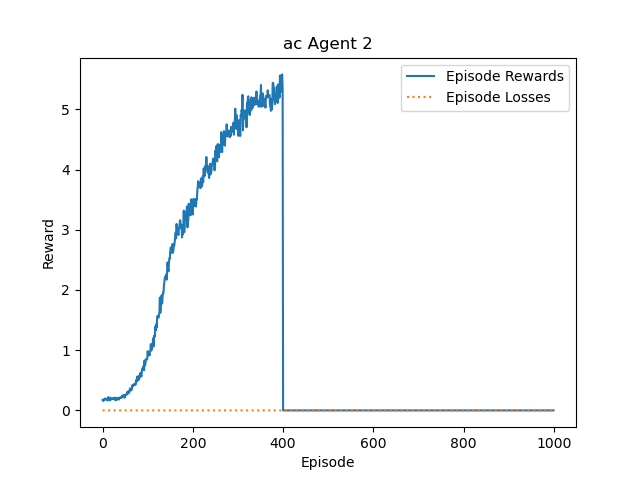 ac Agent 2
Episode Rewards
Episode Losses
Reward
5
4
3
2
1
0
0 200 400 600 800 1000
Episode